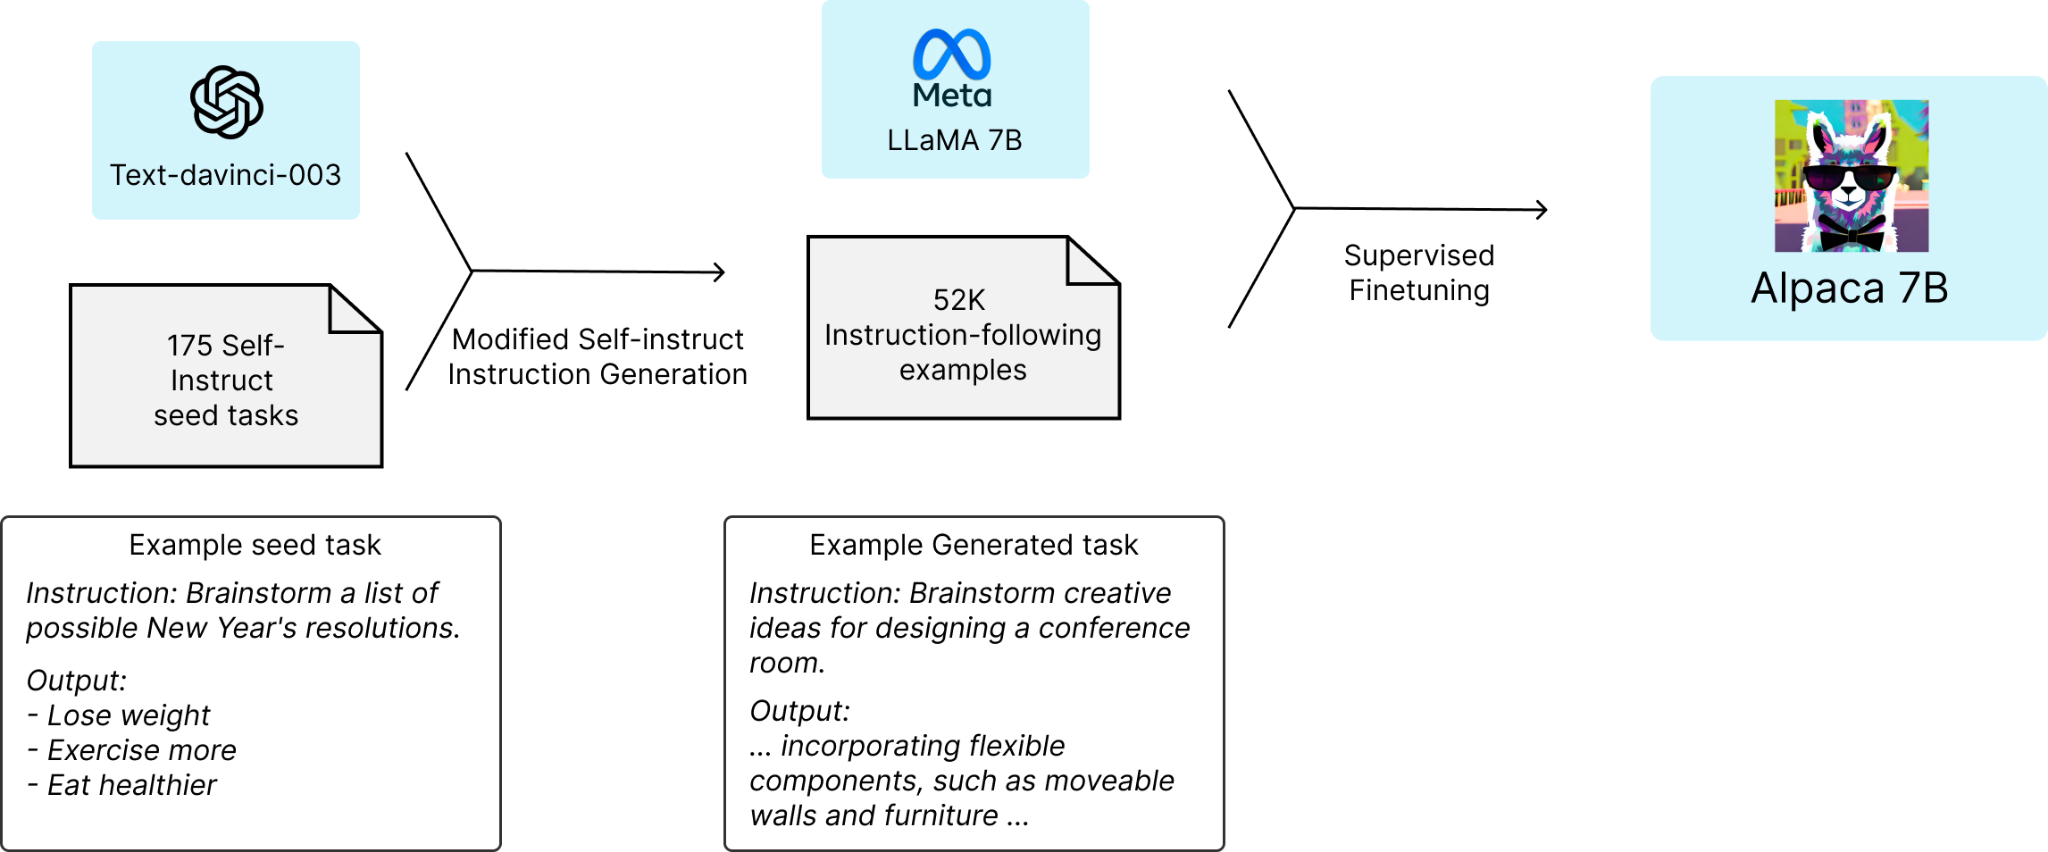 Text-davinci-003
175 Self-
Instruct
seed tasks
Modified Self-instruct
Instruction Generation
Meta
LLaMA 7B
52K
Instruction-following
examples
Supervised
Finetuning
Alpaca 7B
Example seed task
Instruction: Brainstorm a list of
possible New Year's resolutions.
Output:
- Lose weight
- Exercise more
- Eat healthier
Example Generated task
Instruction: Brainstorm creative
ideas for designing a conference
room.
Output:
... incorporating flexible
components, such as moveable
walls and furniture ...